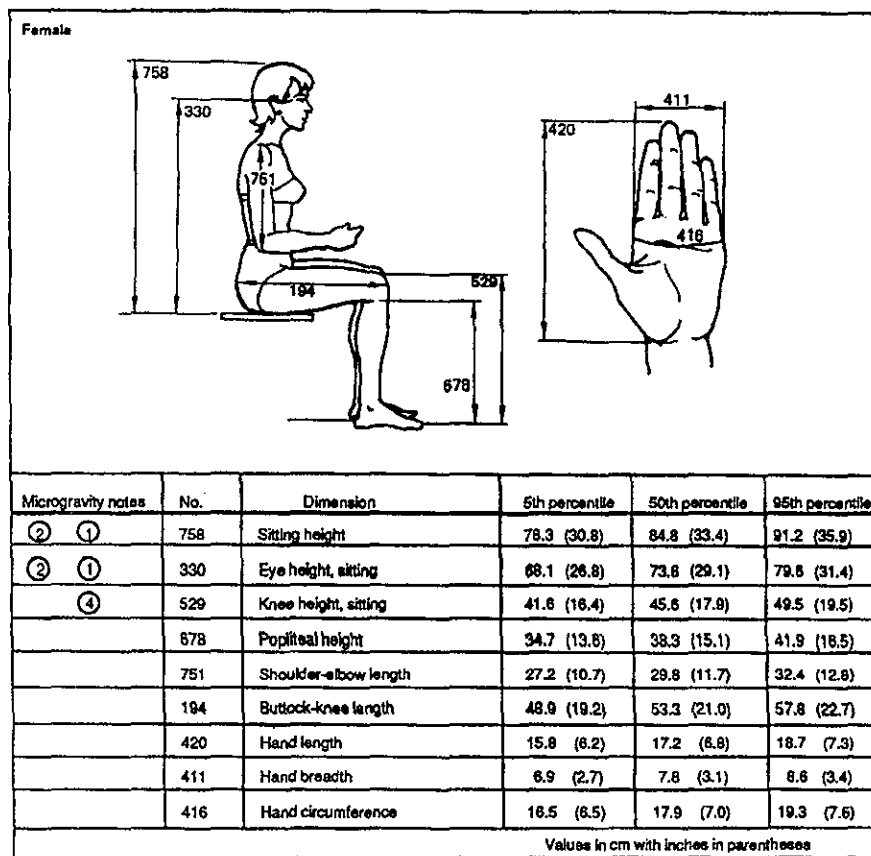 Female
758
330
751
194
529
678
411
420
416
Microgravity notes No. Dimension 5th percentile 50th percentile 95th percentile
② ① 758 Sitting height 78.3 (30.8) 84.8 (33.4) 91.2 (35.9)
② ① 330 Eye height, sitting 68.1 (26.8) 73.8 (29.1) 79.6 (31.4)
④ 529 Knee height, sitting 41.6 (16.4) 45.6 (17.9) 49.5 (19.5)
678 Popliteal height 34.7 (13.6) 38.3 (15.1) 41.9 (16.5)
751 Shoulder-elbow length 27.2 (10.7) 29.8 (11.7) 32.4 (12.8)
194 Buttock-knee length 48.9 (19.2) 53.3 (21.0) 57.8 (22.7)
420 Hand length 15.8 (6.2) 17.2 (6.8) 18.7 (7.3)
411 Hand breadth 6.9 (2.7) 7.8 (3.1) 8.6 (3.4)
416 Hand circumference 16.5 (6.5) 17.9 (7.0) 19.3 (7.6)
Values in cm with inches in parentheses